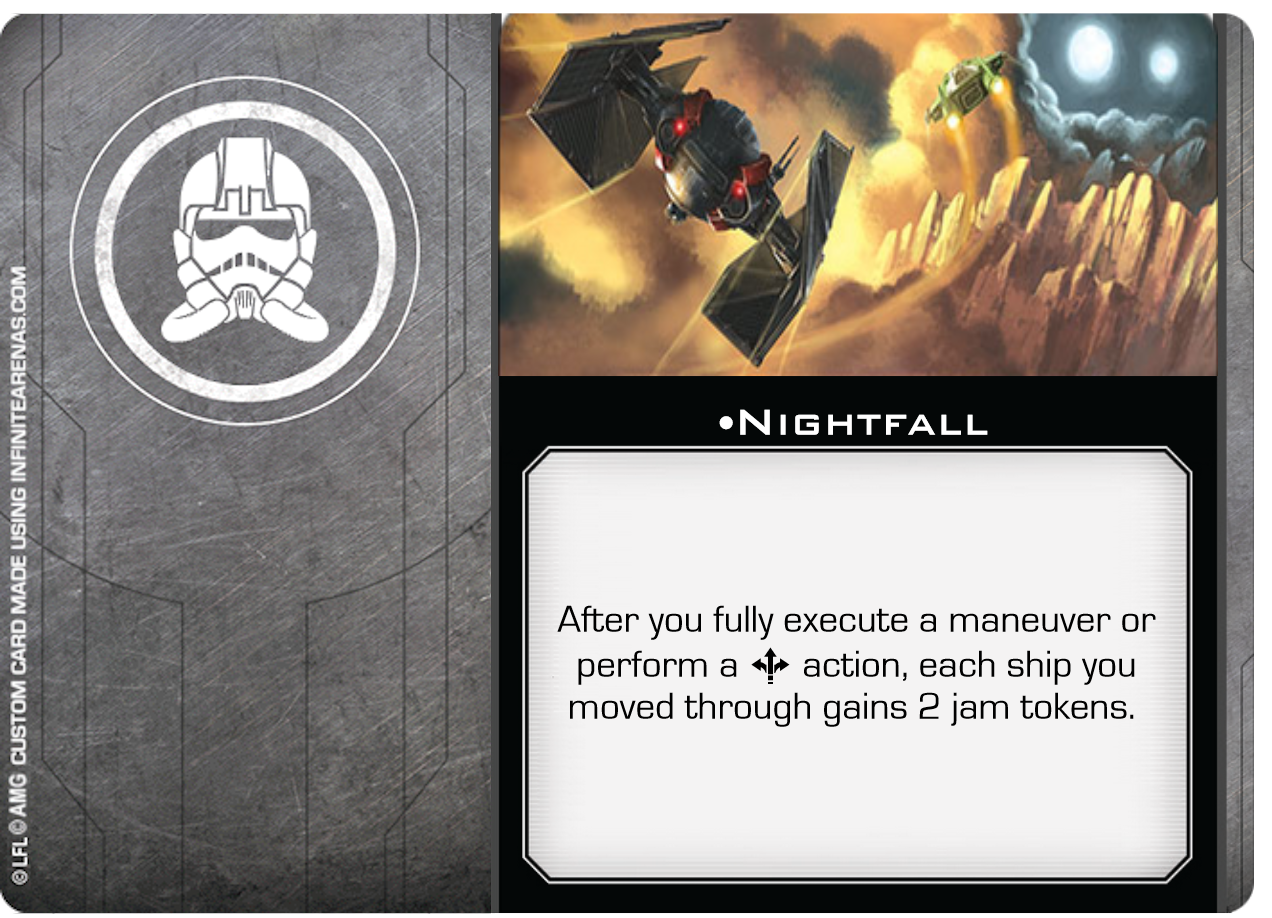 •Nightfall
After you fully execute a maneuver or
perform a action, each ship you
moved through gains 2 jam tokens.
©LFL©AMG CUSTOM CARD MADE USING INFINITEARENAS.COM